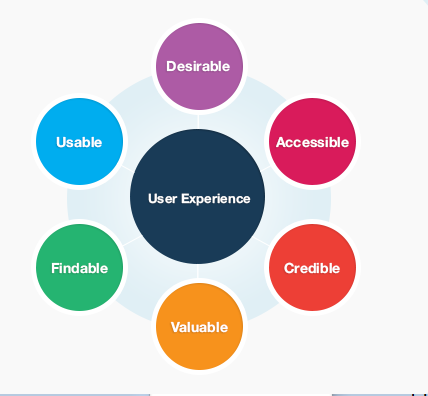 Desirable
Usable
Accessible
User Experience
Findable
Credible
Valuable